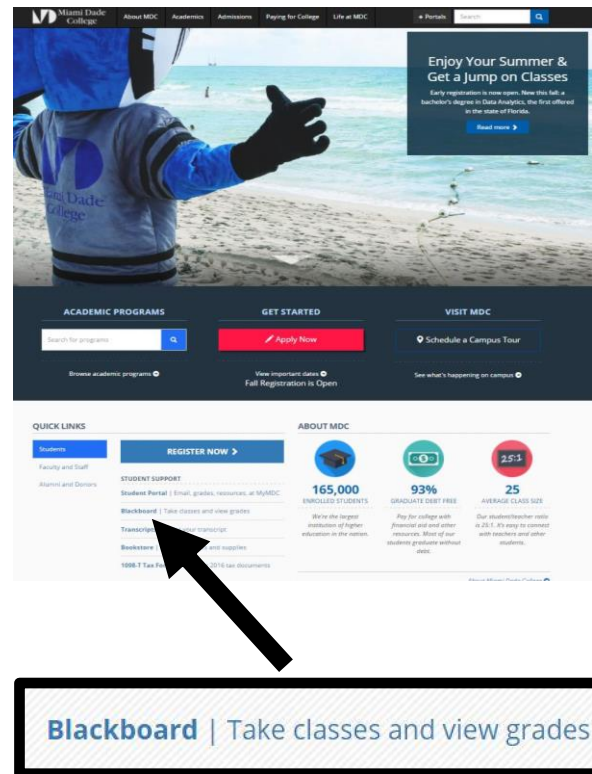 Miami Dade College
About MDC Academics Admissions Paying for College Life at MDC Portals Search
Enjoy Your Summer &
Get a Jump on Classes
Early registration is now open. New this fall: a
bachelor's degree in Data Analytics, the first offered
in the state of Florida.
Read more
Miami Dade
College
ACADEMIC PROGRAMS
Search for programs
Browse academic programs
GET STARTED
Apply Now
View important dates
Fall Registration is Open
VISIT MDC
Schedule a Campus Tour
See what's happening on campus
QUICK LINKS
Students
Faculty and Staff
Alumni and Donors
REGISTER NOW
STUDENT SUPPORT
Student Portal | Email, grades, resources, at MyMDC
Blackboard | Take classes and view grades
Transcript your transcript
Bookstore and supplies
1098-T Tax 2016 tax documents
ABOUT MDC
165,000
ENROLLED STUDENTS
We're the largest
institution of higher
education in the nation.
93%
GRADUATE DEBT FREE
Pay for college with
financial aid and other
resources. Most of our
students graduate without
debt.
25:1
25
AVERAGE CLASS SIZE
Our student/teacher ratio
is 25:1. It's easy to connect
with teachers and other
students.
About Miami Dade College
Blackboard | Take classes and view grades